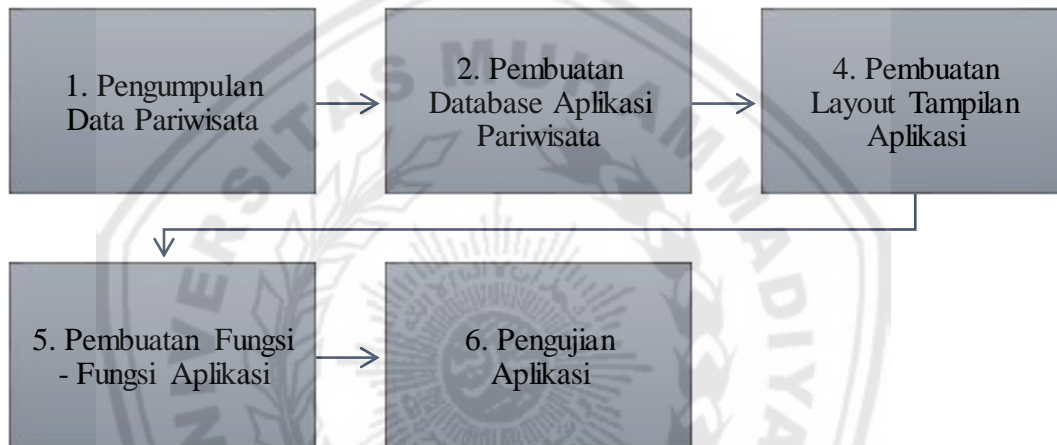 1. Pengumpulan
Data Pariwisata
2. Pembuatan
Database Aplikasi
Pariwisata
4. Pembuatan
Layout Tampilan
Aplikasi
5. Pembuatan Fungsi
- Fungsi Aplikasi
6. Pengujian
Aplikasi